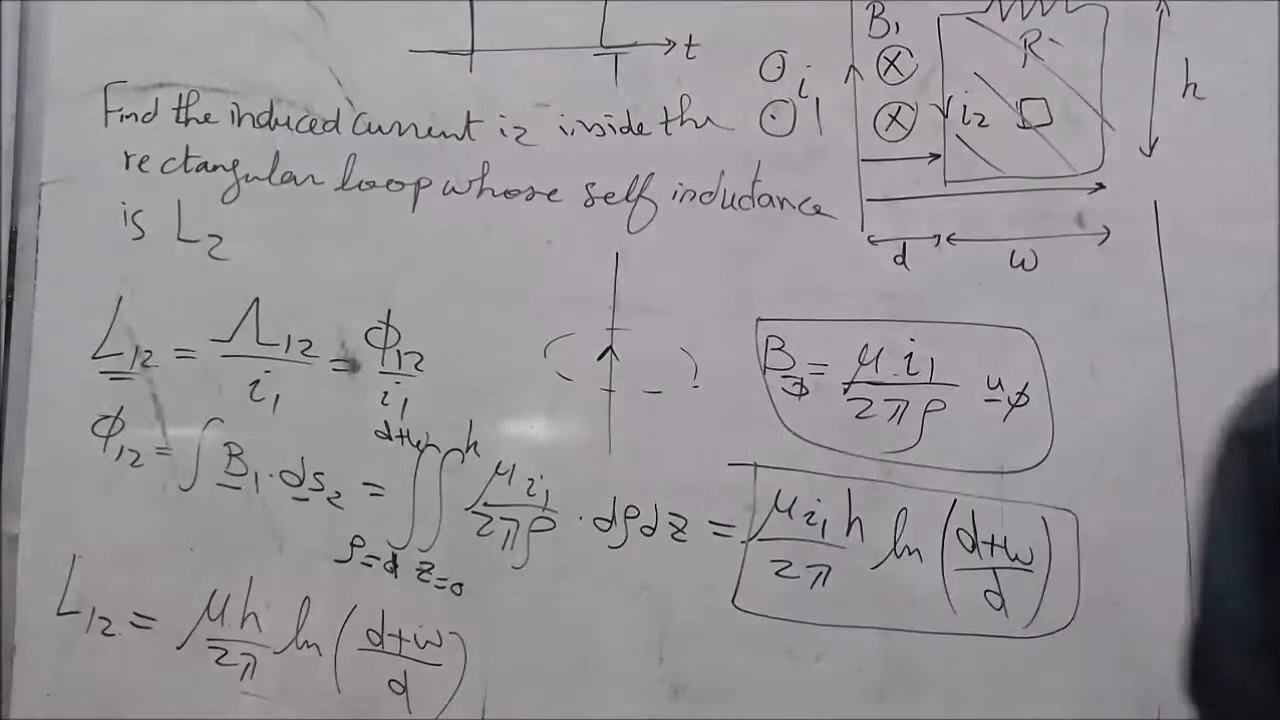 t
T
B₁
R
h
i₁
i₂
d
w
Find the induced current i₂ inside the
rectangular loop whose self inductance
is L₂
L₁₂ = Λ₁₂ / i₁ = ϕ₁₂ / i₁
B = μ i₁ / 2πρ u_ϕ
ϕ₁₂ = ∫ B₁ · ds₂ = ∫_{ρ=d}^{d+w} ∫_{z=0}^{h} μ i₁ / 2πρ · dρ dz = μ i₁ h / 2π ln (d+w / d)
L₁₂ = μh / 2π ln (d+w / d)